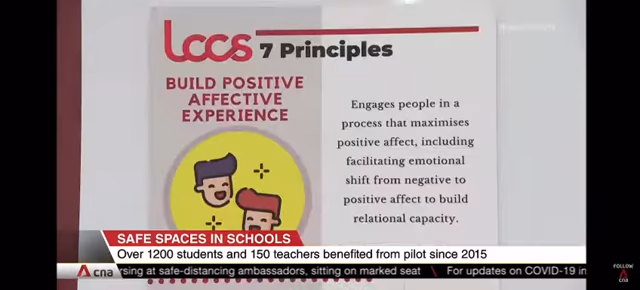 lccs 7 Principles
BUILD POSITIVE
AFFECTIVE
EXPERIENCE
Engages people in a
process that maximises
positive affect, including
facilitating emotional
shift from negative to
positive affect to build
relational capacity.
SAFE SPACES IN SCHOOLS
Over 1200 students and 150 teachers benefited from pilot since 2015
cna rsing at safe-distancing ambassadors, sitting on marked seat \ For updates on COVID-19 in
FOLLOW
cna